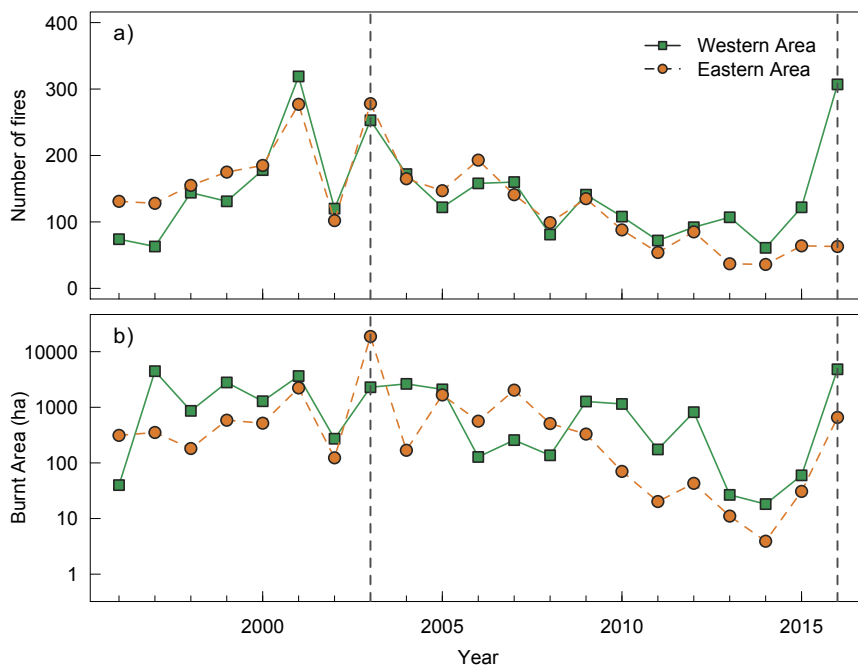 a)
Western Area
Eastern Area
Number of fires
400
300
200
100
0
b)
Burnt Area (ha)
10000
1000
100
10
1
2000 2005 2010 2015
Year